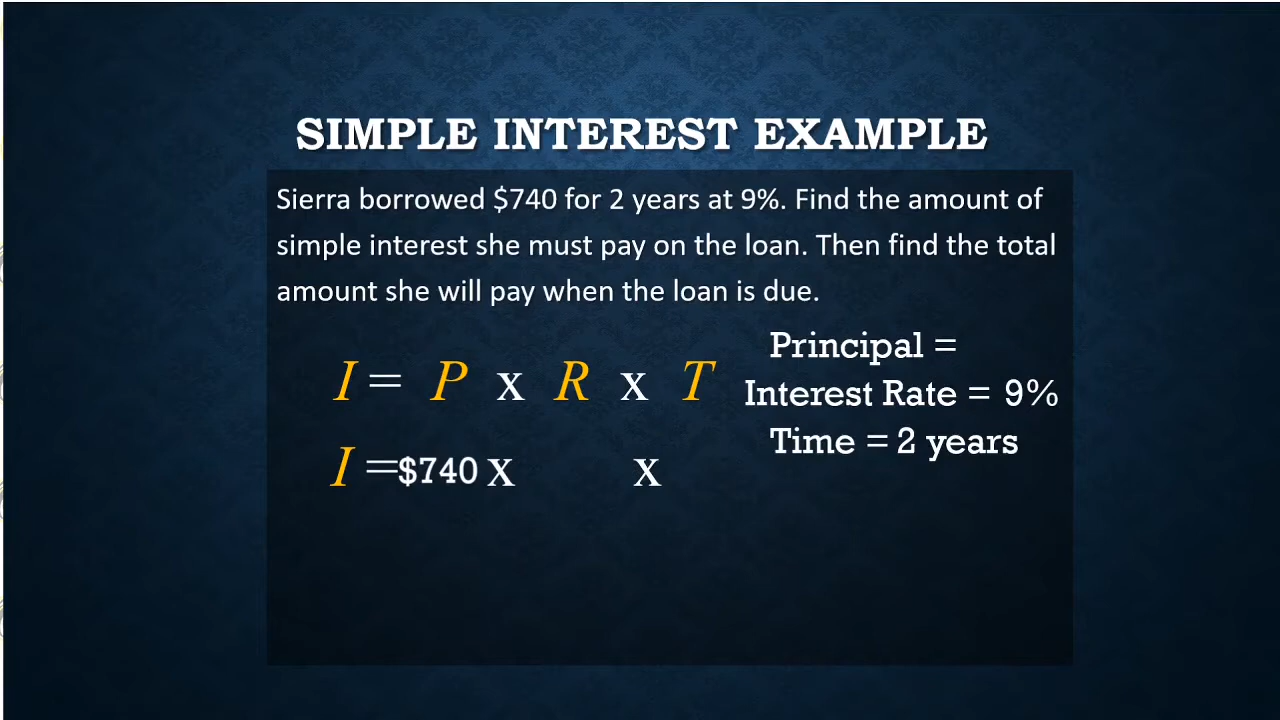 SIMPLE INTEREST EXAMPLE
Sierra borrowed $740 for 2 years at 9%. Find the amount of
simple interest she must pay on the loan. Then find the total
amount she will pay when the loan is due.
I = P x R x T
I =$740 x x
Principal =
Interest Rate = 9%
Time = 2 years